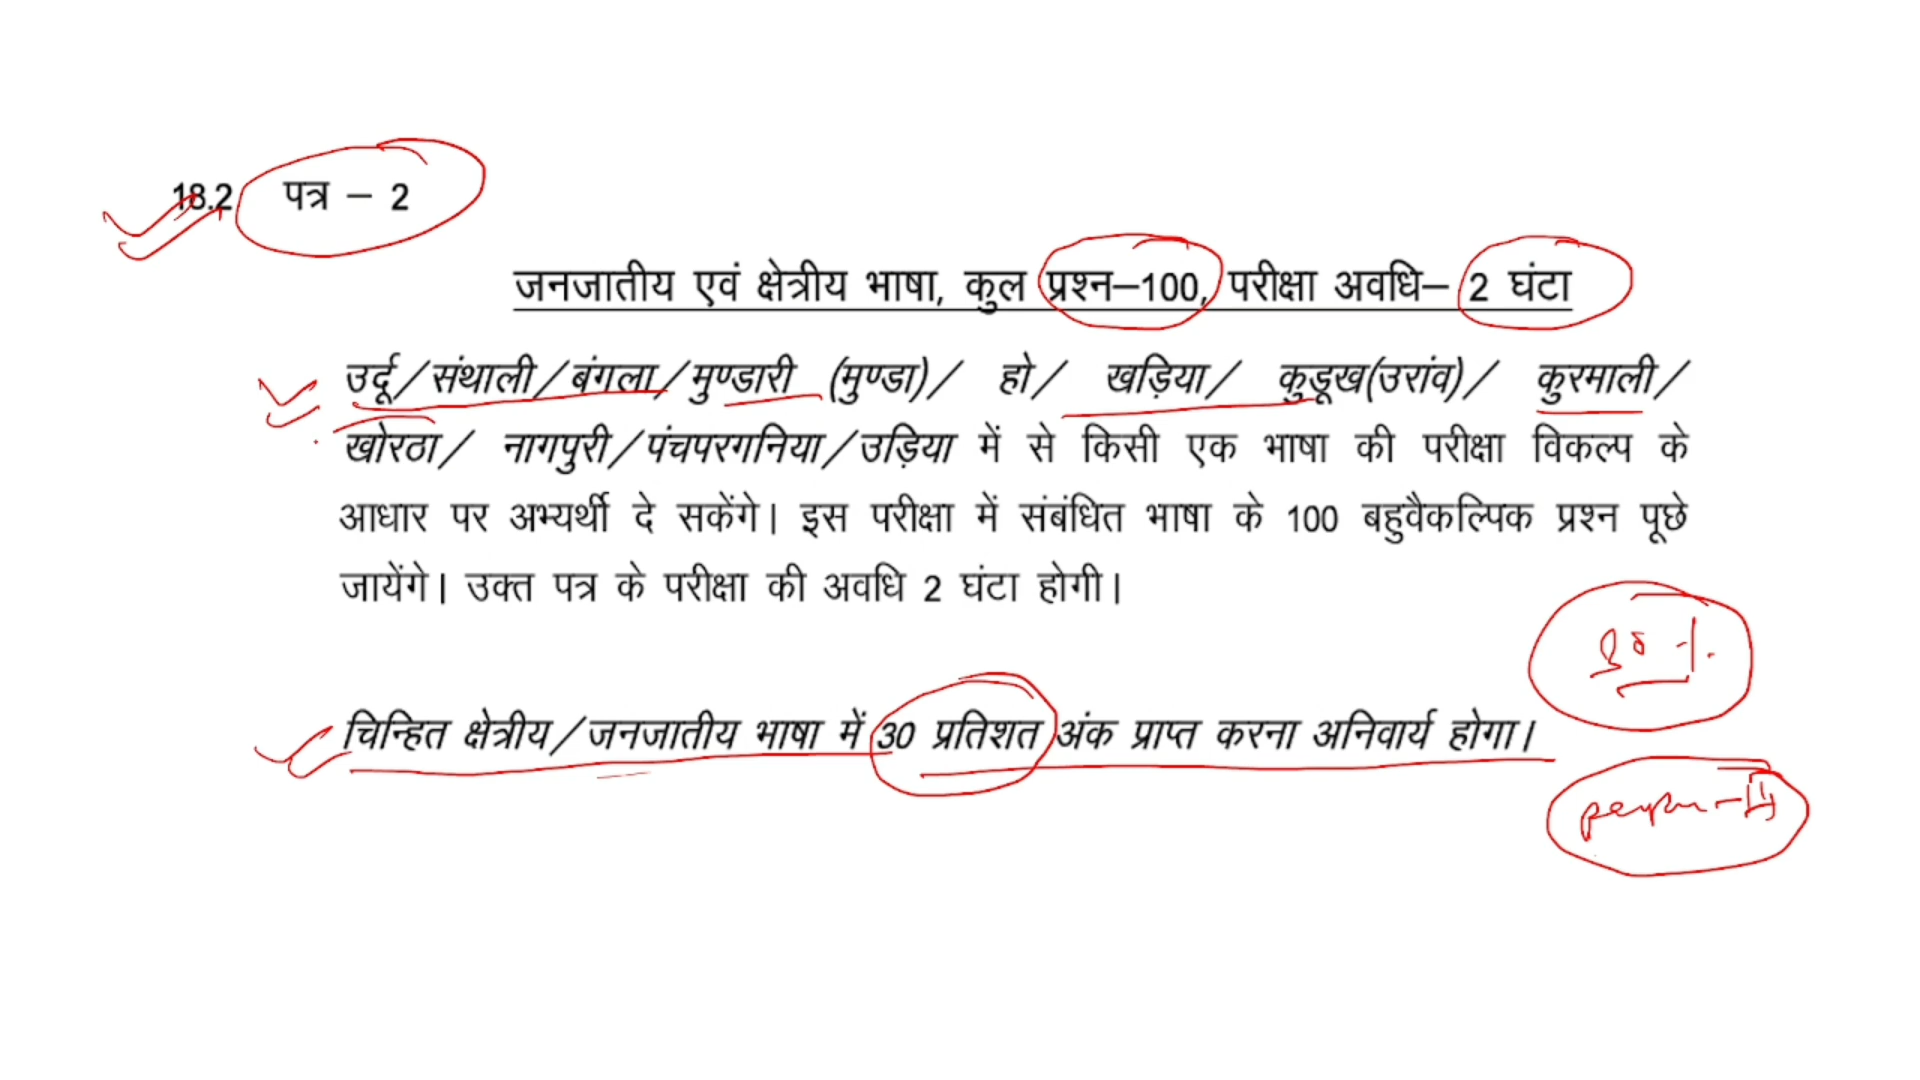 18.2 पत्र – 2
जनजातीय एवं क्षेत्रीय भाषा, कुल प्रश्न–100, परीक्षा अवधि– 2 घंटा
उर्दू/संथाली/बंगला/मुण्डारी (मुण्डा)/ हो/ खड़िया/ कुडूख(उरांव)/ कुरमाली/
खोरठा/ नागपुरी/पंचपरगनिया/उड़िया में से किसी एक भाषा की परीक्षा विकल्प के
आधार पर अभ्यर्थी दे सकेंगे। इस परीक्षा में संबंधित भाषा के 100 बहुवैकल्पिक प्रश्न पूछे
जायेंगे। उक्त पत्र के परीक्षा की अवधि 2 घंटा होगी।
चिन्हित क्षेत्रीय/जनजातीय भाषा में 30 प्रतिशत अंक प्राप्त करना अनिवार्य होगा।